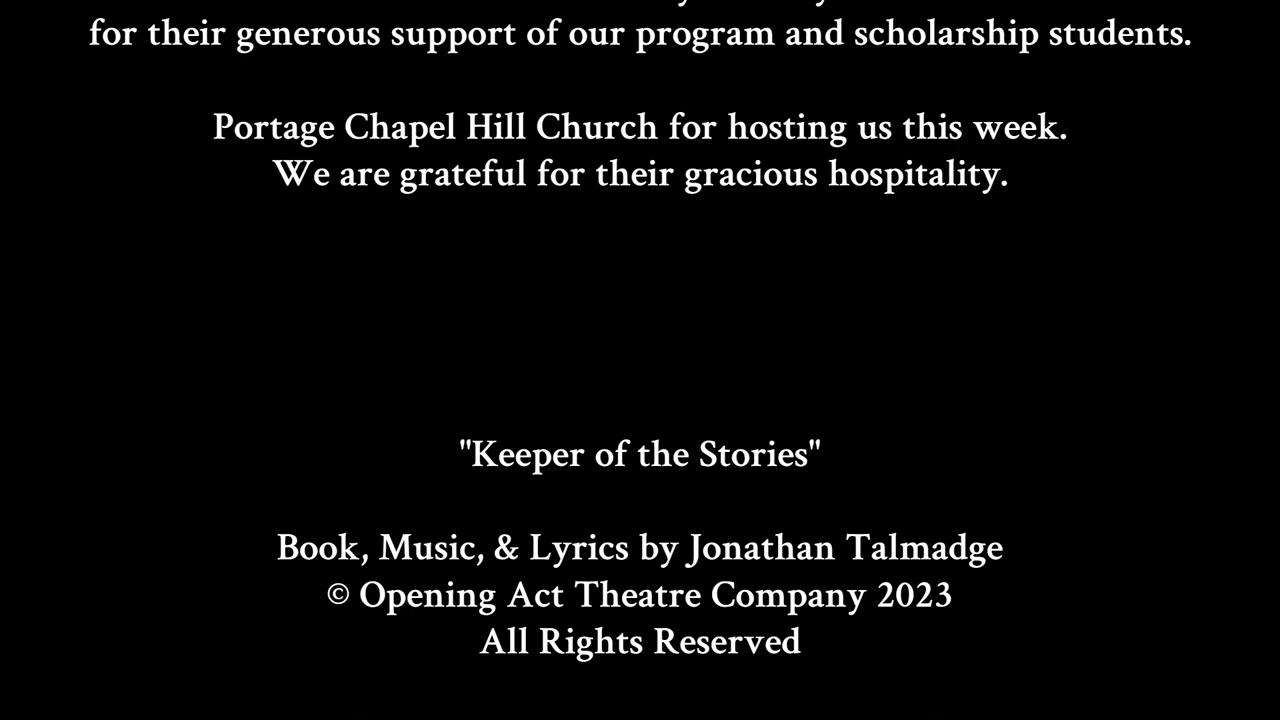 for their generous support of our program and scholarship students.
Portage Chapel Hill Church for hosting us this week.
We are grateful for their gracious hospitality.
"Keeper of the Stories"
Book, Music, & Lyrics by Jonathan Talmadge
© Opening Act Theatre Company 2023
All Rights Reserved